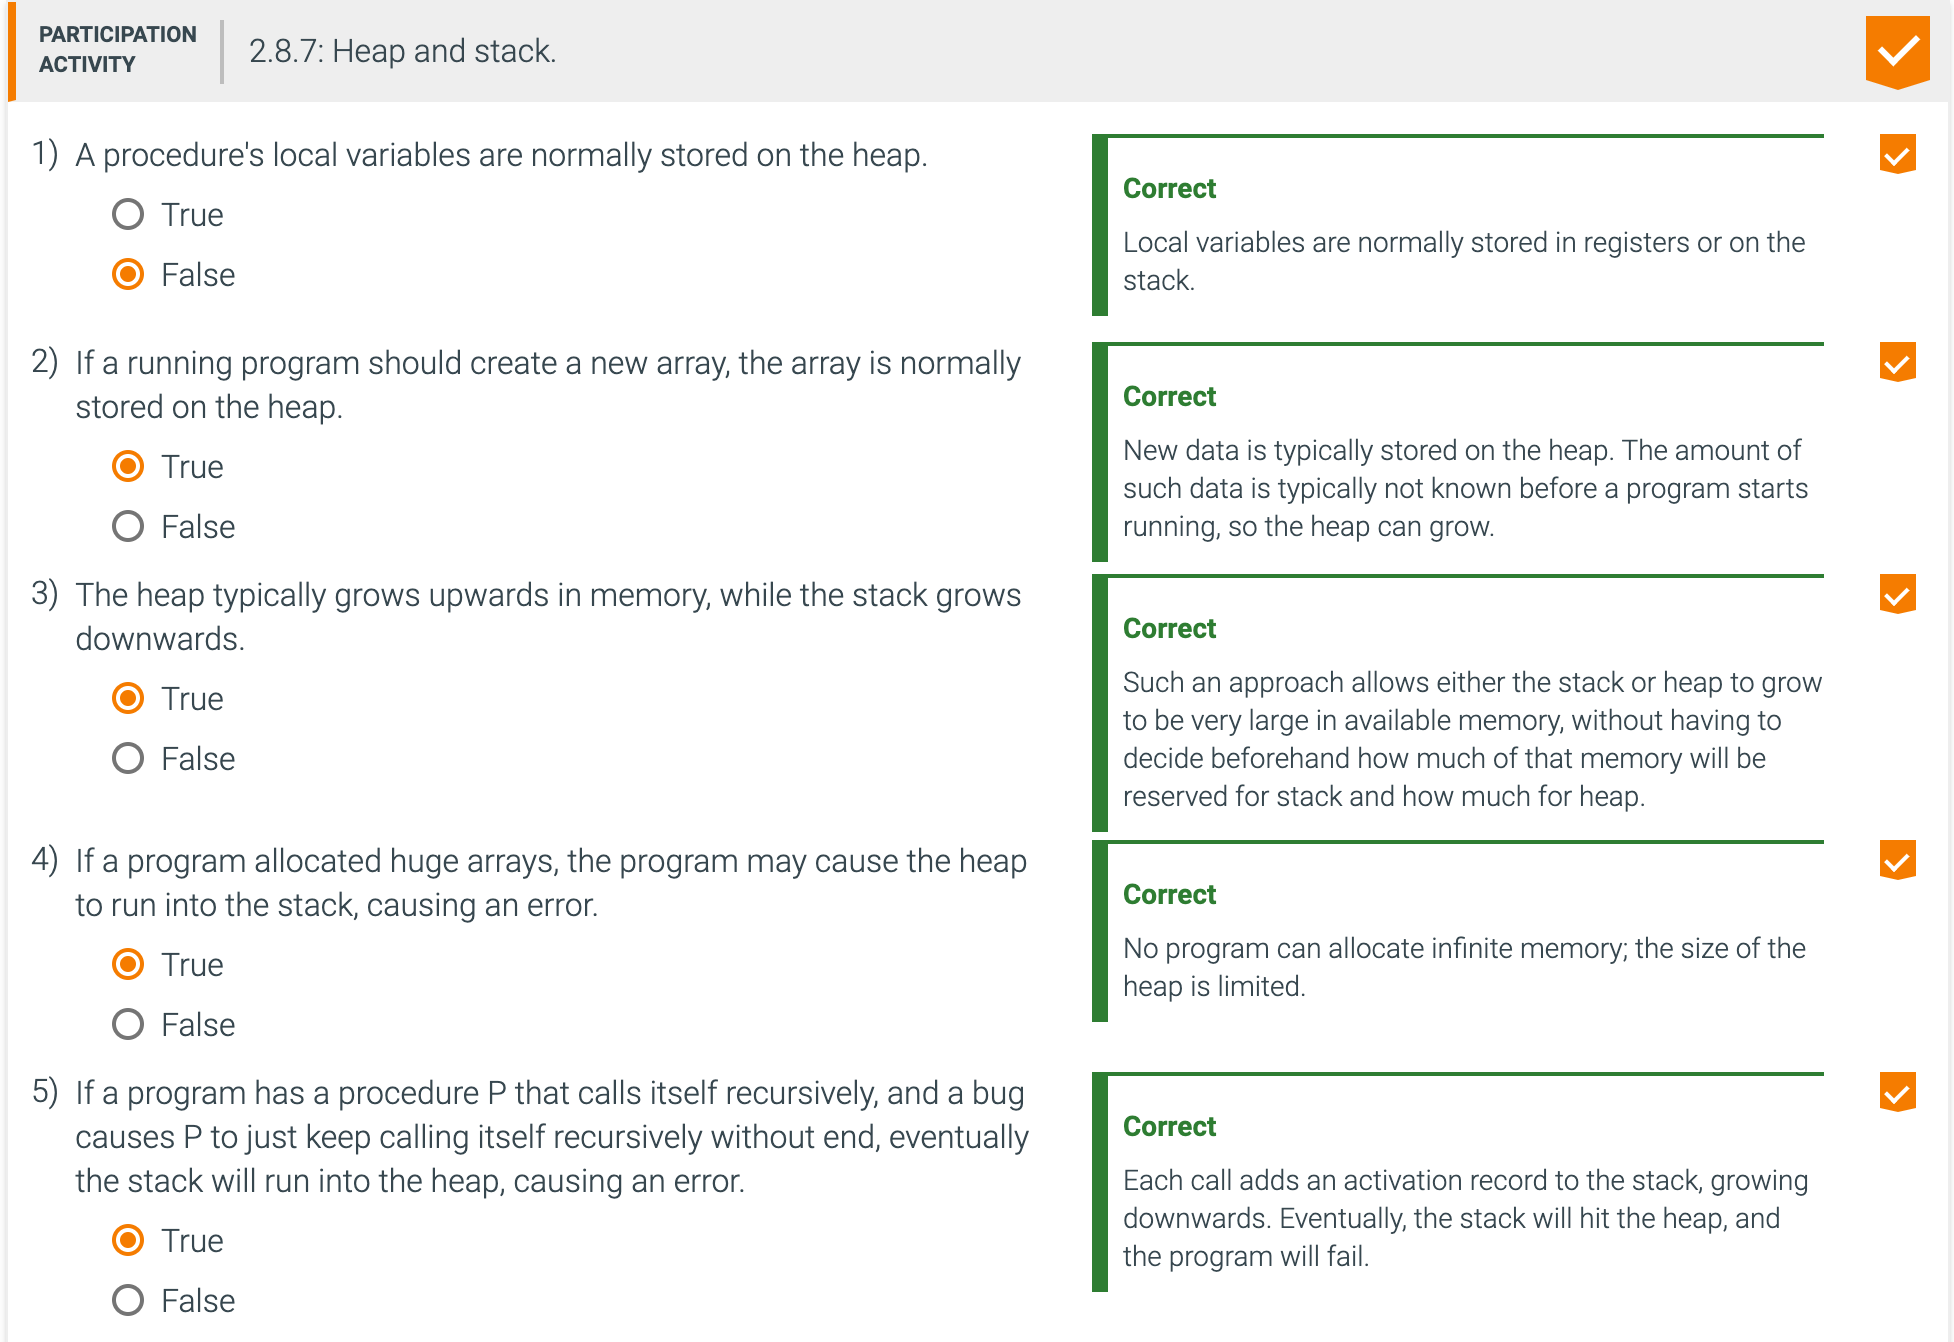 PARTICIPATION
ACTIVITY
2.8.7: Heap and stack.
1) A procedure's local variables are normally stored on the heap.
True
False
Correct
Local variables are normally stored in registers or on the
stack.
2) If a running program should create a new array, the array is normally
stored on the heap.
True
False
Correct
New data is typically stored on the heap. The amount of
such data is typically not known before a program starts
running, so the heap can grow.
3) The heap typically grows upwards in memory, while the stack grows
downwards.
True
False
Correct
Such an approach allows either the stack or heap to grow
to be very large in available memory, without having to
decide beforehand how much of that memory will be
reserved for stack and how much for heap.
4) If a program allocated huge arrays, the program may cause the heap
to run into the stack, causing an error.
True
False
Correct
No program can allocate infinite memory; the size of the
heap is limited.
5) If a program has a procedure P that calls itself recursively, and a bug
causes P to just keep calling itself recursively without end, eventually
the stack will run into the heap, causing an error.
True
False
Correct
Each call adds an activation record to the stack, growing
downwards. Eventually, the stack will hit the heap, and
the program will fail.